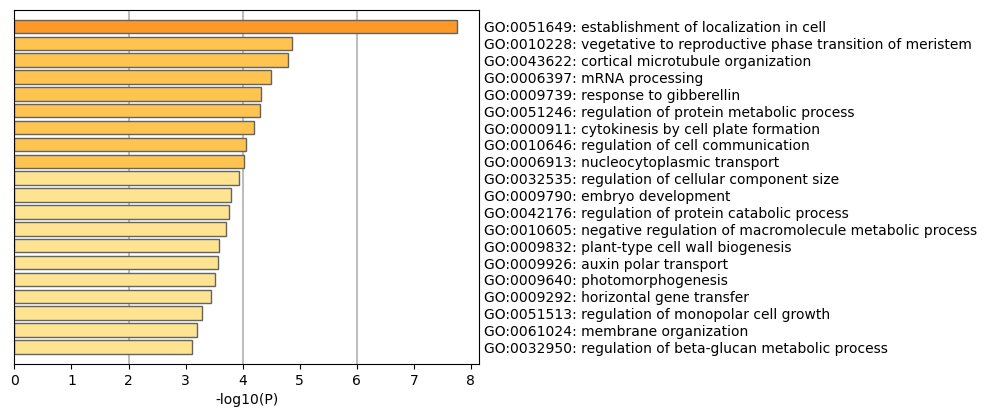 GO:0051649: establishment of localization in cell
GO:0010228: vegetative to reproductive phase transition of meristem
GO:0043622: cortical microtubule organization
GO:0006397: mRNA processing
GO:0009739: response to gibberellin
GO:0051246: regulation of protein metabolic process
GO:0000911: cytokinesis by cell plate formation
GO:0010646: regulation of cell communication
GO:0006913: nucleocytoplasmic transport
GO:0032535: regulation of cellular component size
GO:0009790: embryo development
GO:0042176: regulation of protein catabolic process
GO:0010605: negative regulation of macromolecule metabolic process
GO:0009832: plant-type cell wall biogenesis
GO:0009926: auxin polar transport
GO:0009640: photomorphogenesis
GO:0009292: horizontal gene transfer
GO:0051513: regulation of monopolar cell growth
GO:0061024: membrane organization
GO:0032950: regulation of beta-glucan metabolic process
0 1 2 3 4 5 6 7 8
-log10(P)